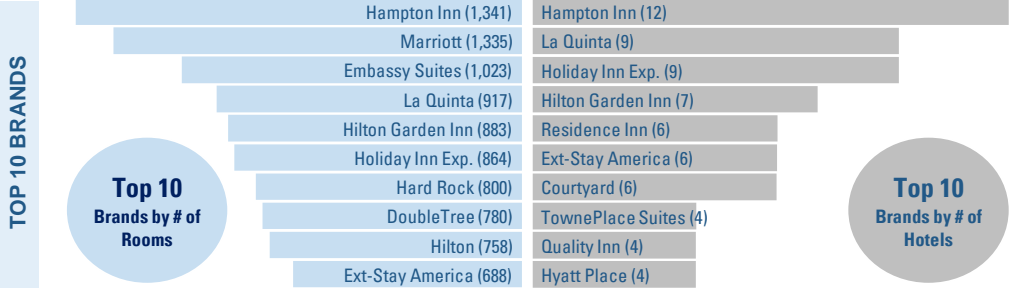 TOP 10 BRANDS
Top 10
Brands by # of
Rooms
Hampton Inn (1,341)
Marriott (1,335)
Embassy Suites (1,023)
La Quinta (917)
Hilton Garden Inn (883)
Holiday Inn Exp. (864)
Hard Rock (800)
DoubleTree (780)
Hilton (758)
Ext-Stay America (688)
Hampton Inn (12)
La Quinta (9)
Holiday Inn Exp. (9)
Hilton Garden Inn (7)
Residence Inn (6)
Ext-Stay America (6)
Courtyard (6)
TownePlace Suites (4)
Quality Inn (4)
Hyatt Place (4)
Top 10
Brands by # of
Hotels